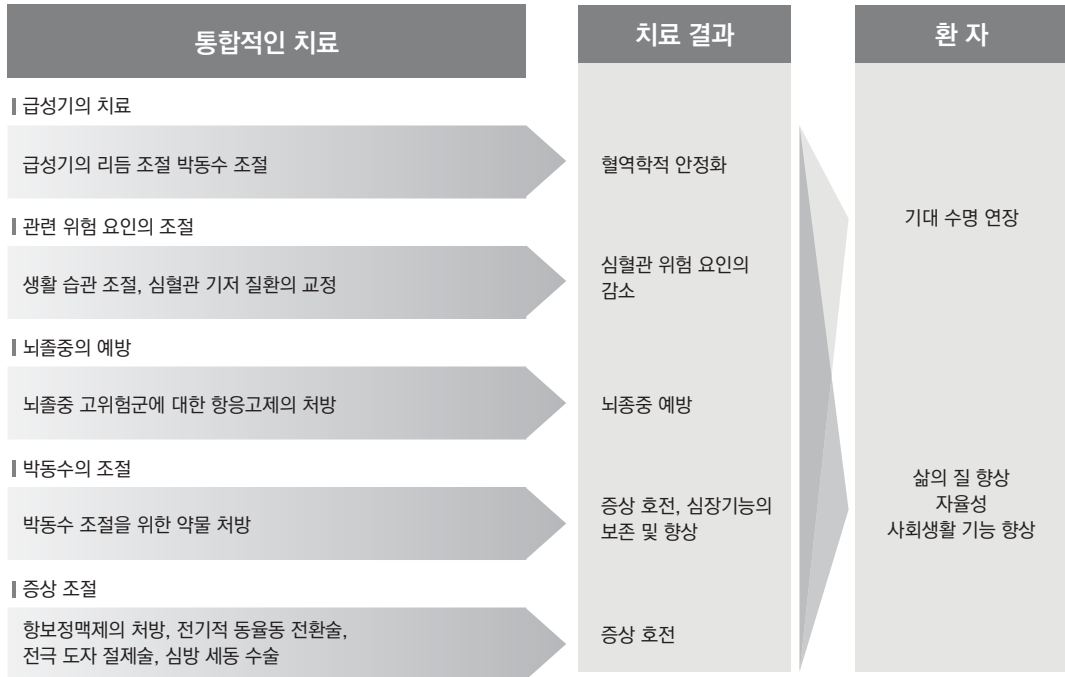 통합적인 치료
치료 결과
환 자
급성기의 치료
급성기의 리듬 조절 박동수 조절
혈역학적 안정화
관련 위험 요인의 조절
생활 습관 조절, 심혈관 기저 질환의 교정
심혈관 위험 요인의
감소
뇌졸중의 예방
뇌졸중 고위험군에 대한 항응고제의 처방
뇌종중 예방
박동수의 조절
박동수 조절을 위한 약물 처방
증상 호전, 심장기능의
보존 및 향상
증상 조절
항보정맥제의 처방, 전기적 동율동 전환술,
전극 도자 절제술, 심방 세동 수술
증상 호전
기대 수명 연장
삶의 질 향상
자율성
사회생활 기능 향상